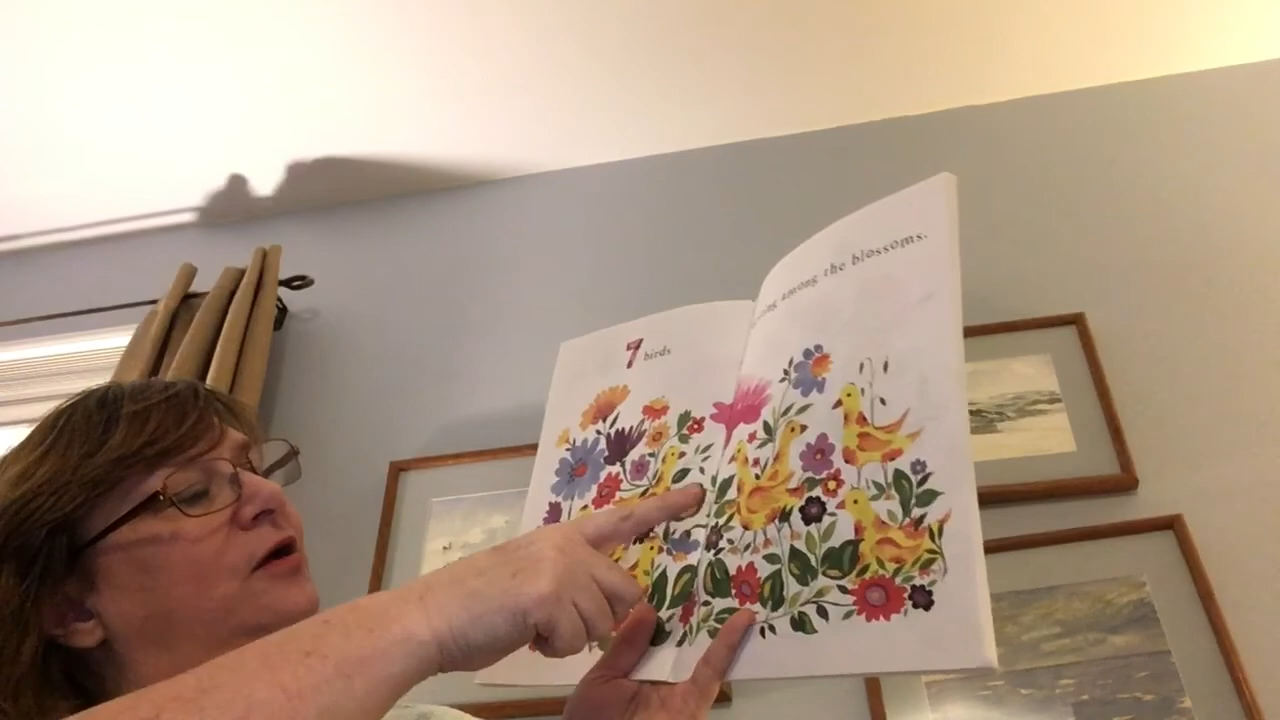 7 birds
among the blossoms.